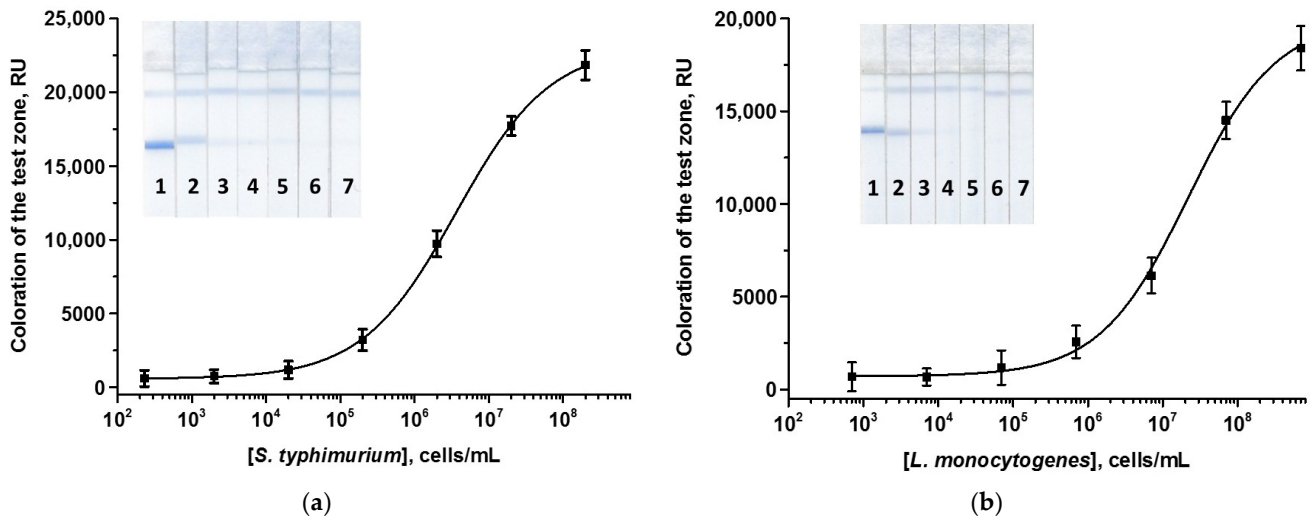 25,000
20,000
15,000
10,000
5000
0
Coloration of the test zone, RU
1 2 3 4 5 6 7
10² 10³ 10⁴ 10⁵ 10⁶ 10⁷ 10⁸
[S. typhimurium], cells/mL
(a)
20,000
15,000
10,000
5000
0
Coloration of the test zone, RU
1 2 3 4 5 6 7
10² 10³ 10⁴ 10⁵ 10⁶ 10⁷ 10⁸
[L. monocytogenes], cells/mL
(b)